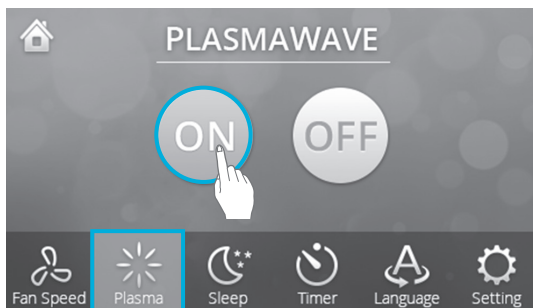 PLASMAWAVE
ON OFF
Fan Speed Plasma Sleep Timer Language Setting